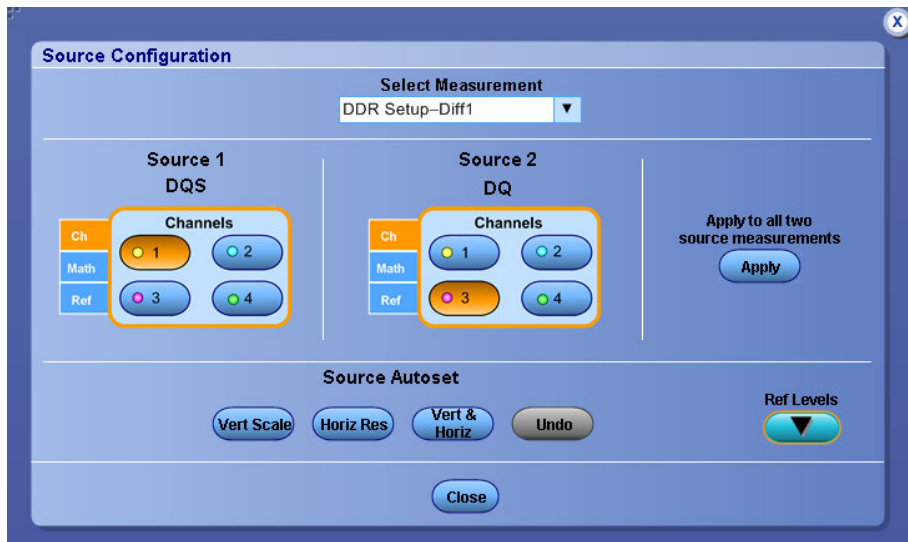 X
Source Configuration
Select Measurement
DDR Setup–Diff1
Source 1
DQS
Ch
Math
Ref
Channels
1
2
3
4
Source 2
DQ
Ch
Math
Ref
Channels
1
2
3
4
Apply to all two
source measurements
Apply
Source Autoset
Vert Scale
Horiz Res
Vert &
Horiz
Undo
Ref Levels
Close